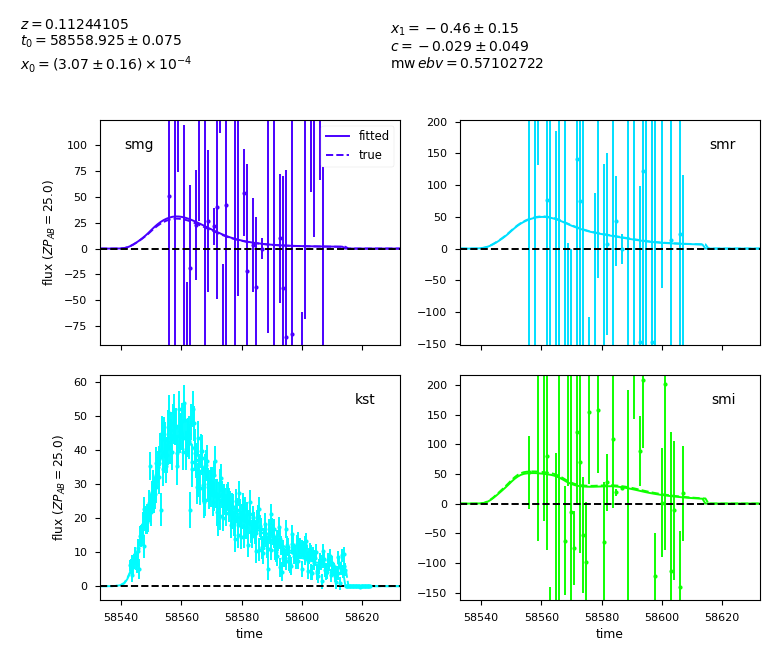 z = 0.11244105
t₀ = 58558.925 ± 0.075
x₀ = (3.07 ± 0.16) × 10⁻⁴
x₁ = −0.46 ± 0.15
c = −0.029 ± 0.049
mw ebv = 0.57102722
smg
fitted
true
100
75
50
25
0
−25
−50
−75
flux (ZP_AB = 25.0)
smr
200
150
100
50
0
−50
−100
−150
kst
60
50
40
30
20
10
0
flux (ZP_AB = 25.0)
58540 58560 58580 58600 58620
time
smi
200
150
100
50
0
−50
−100
−150
58540 58560 58580 58600 58620
time